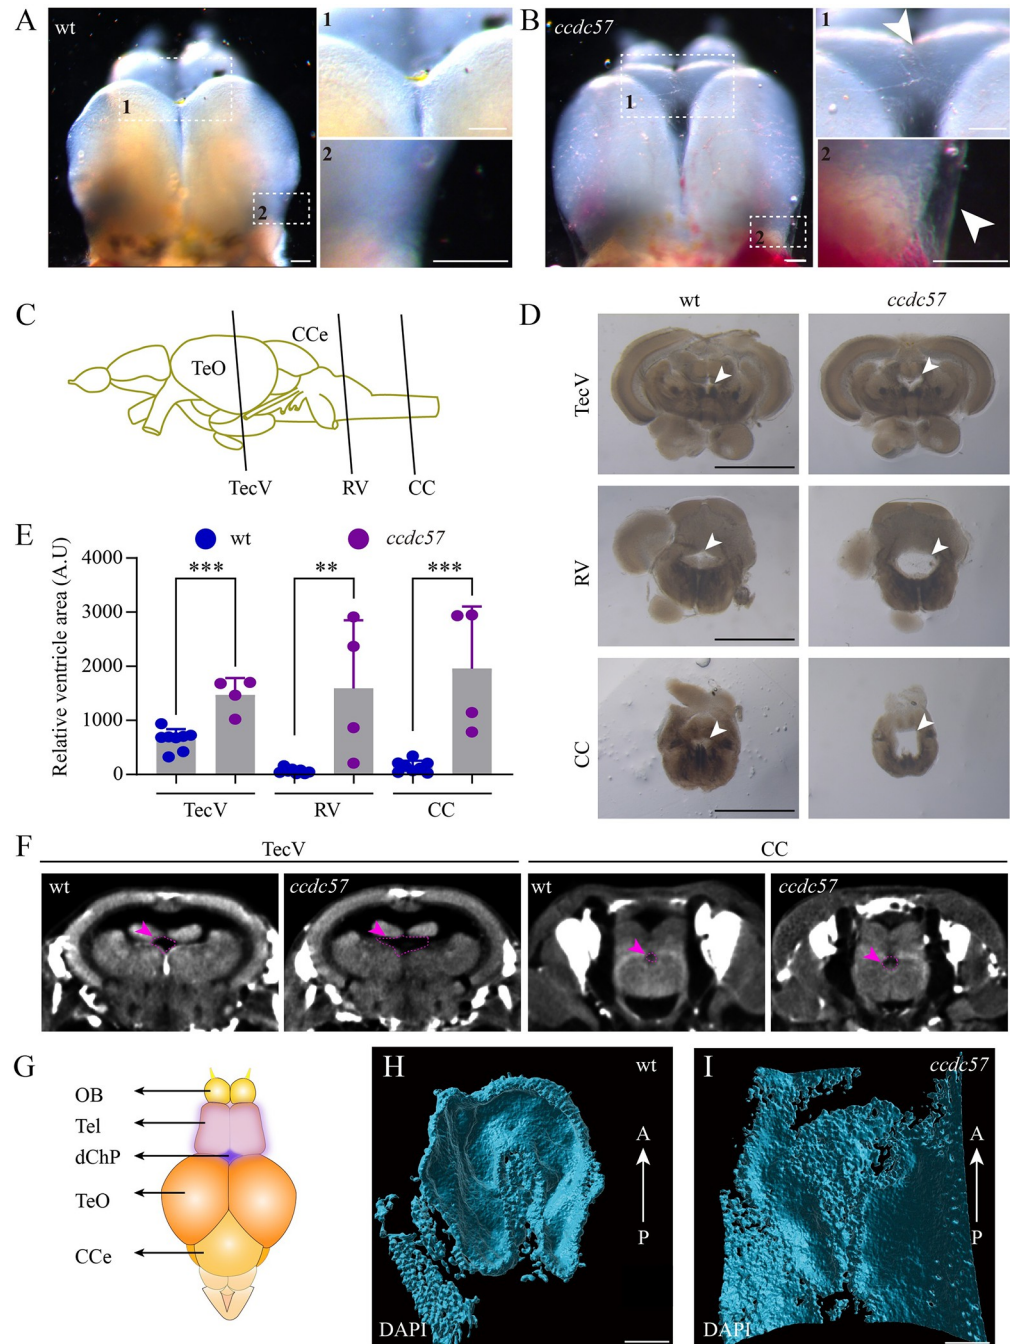 A
wt
1
2
1
2
B
ccdc57
1
2
1
2
C
TeO
CCe
TecV
RV
CC
D
wt
ccdc57
TecV
RV
CC
E
wt
ccdc57
Relative ventricle area (A.U)
4000
3000
2000
1000
0
***
**
***
TecV
RV
CC
F
TecV
CC
wt
ccdc57
wt
ccdc57
G
OB
Tel
dChP
TeO
CCe
H
wt
A
P
DAPI
I
ccdc57
A
P
DAPI